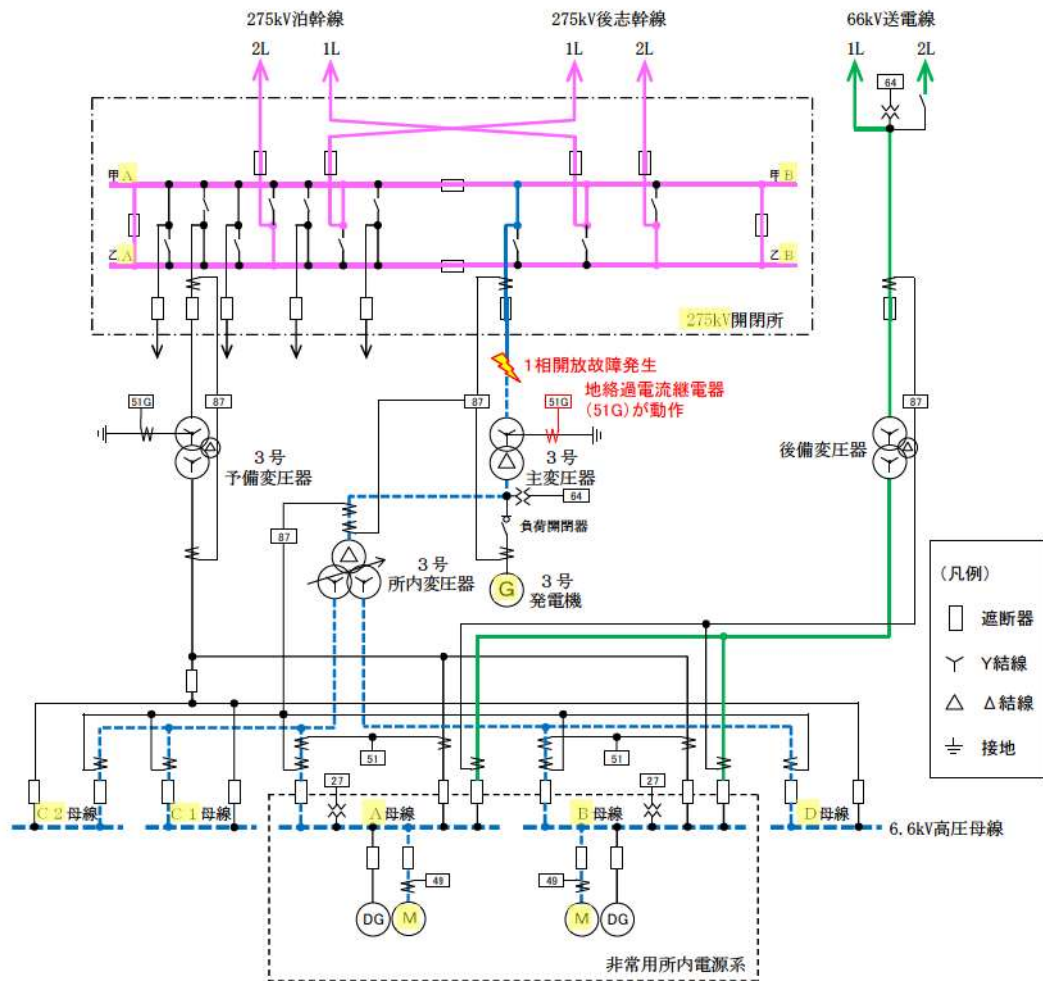 275kV泊幹線
275kV後志幹線
66kV送電線
2L
1L
1L
2L
1L
2L
64
甲A
甲B
乙A
乙B
275kV開閉所
1相開放故障発生
地絡過電流継電器
(51G)が動作
51G
87
87
51G
87
3号
予備変圧器
3号
主変圧器
後備変圧器
64
負荷開閉器
87
3号
所内変圧器
G
3号
発電機
(凡例)
遮断器
Y結線
Δ結線
接地
51
51
27
27
C2母線
C1母線
A母線
B母線
D母線
6.6kV高圧母線
49
49
DG
M
M
DG
非常用所内電源系